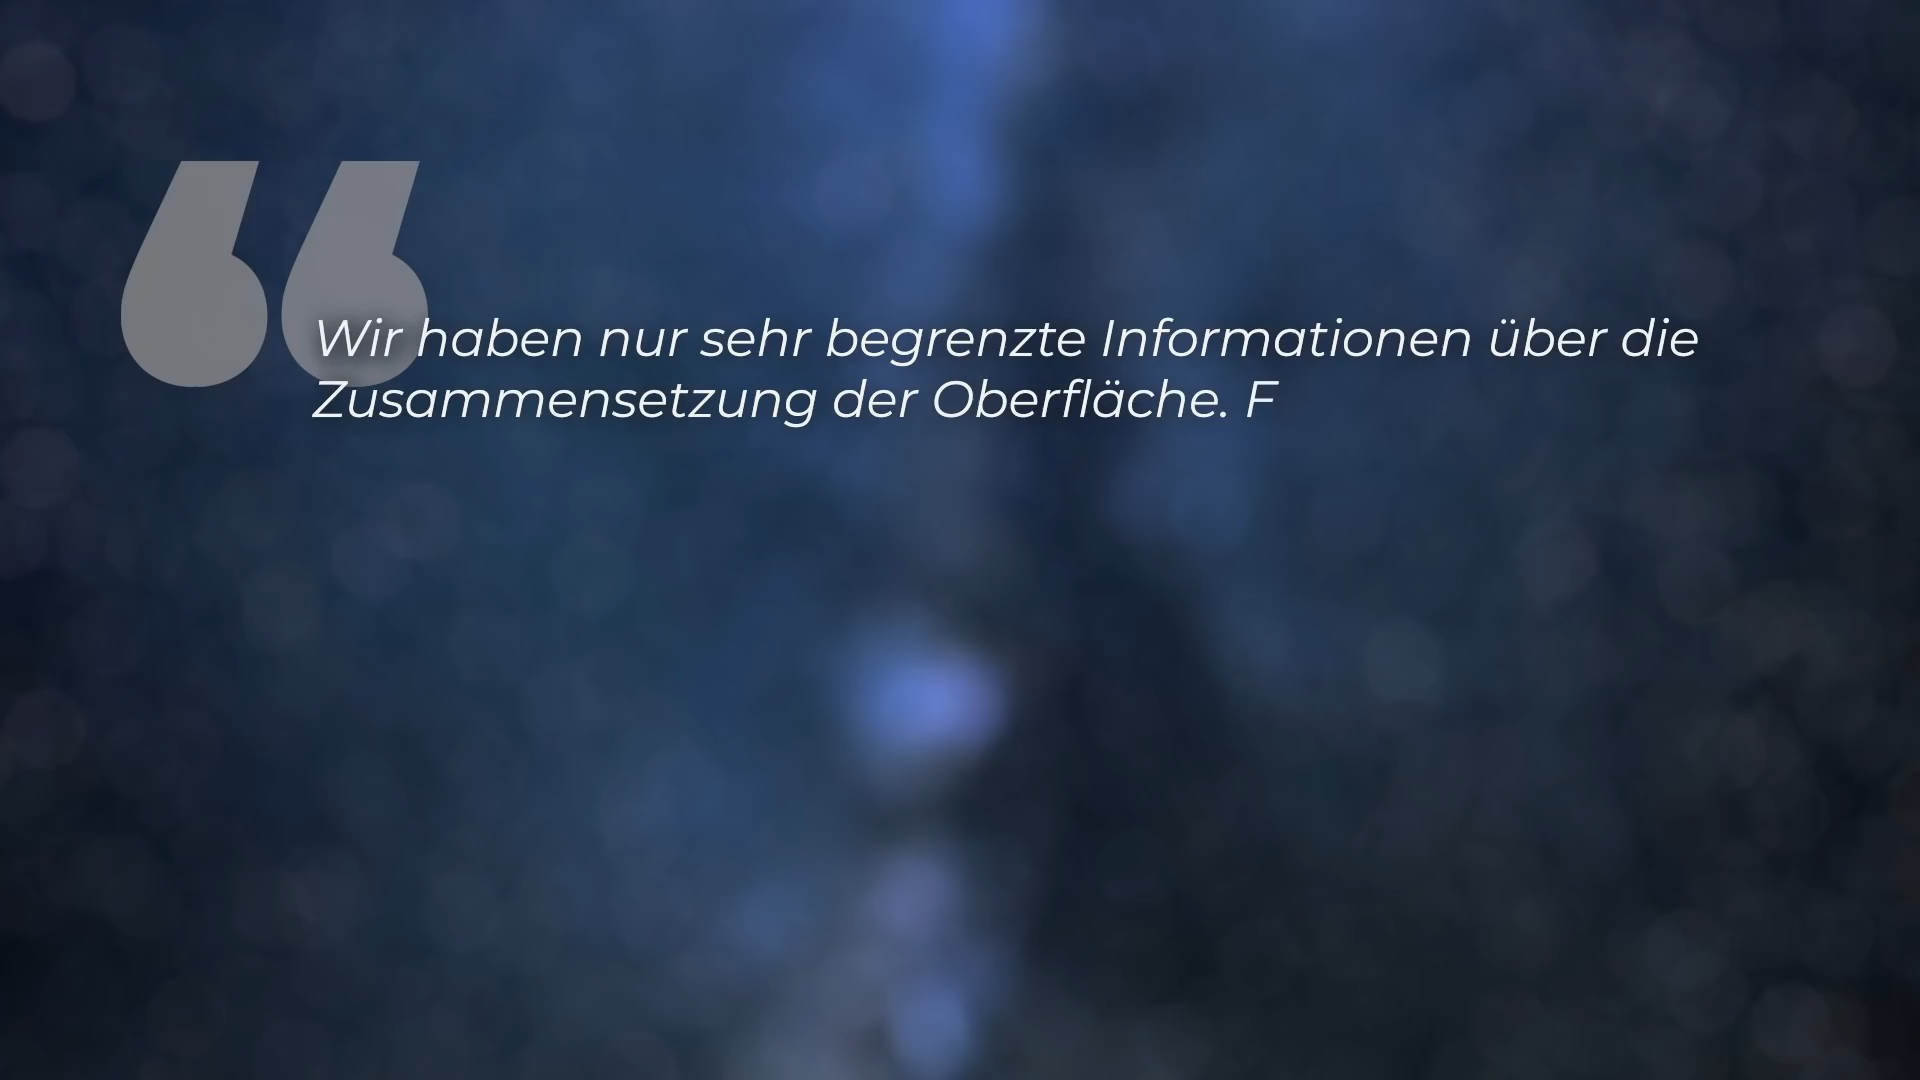 Wir haben nur sehr begrenzte Informationen über die
Zusammensetzung der Oberfläche. F